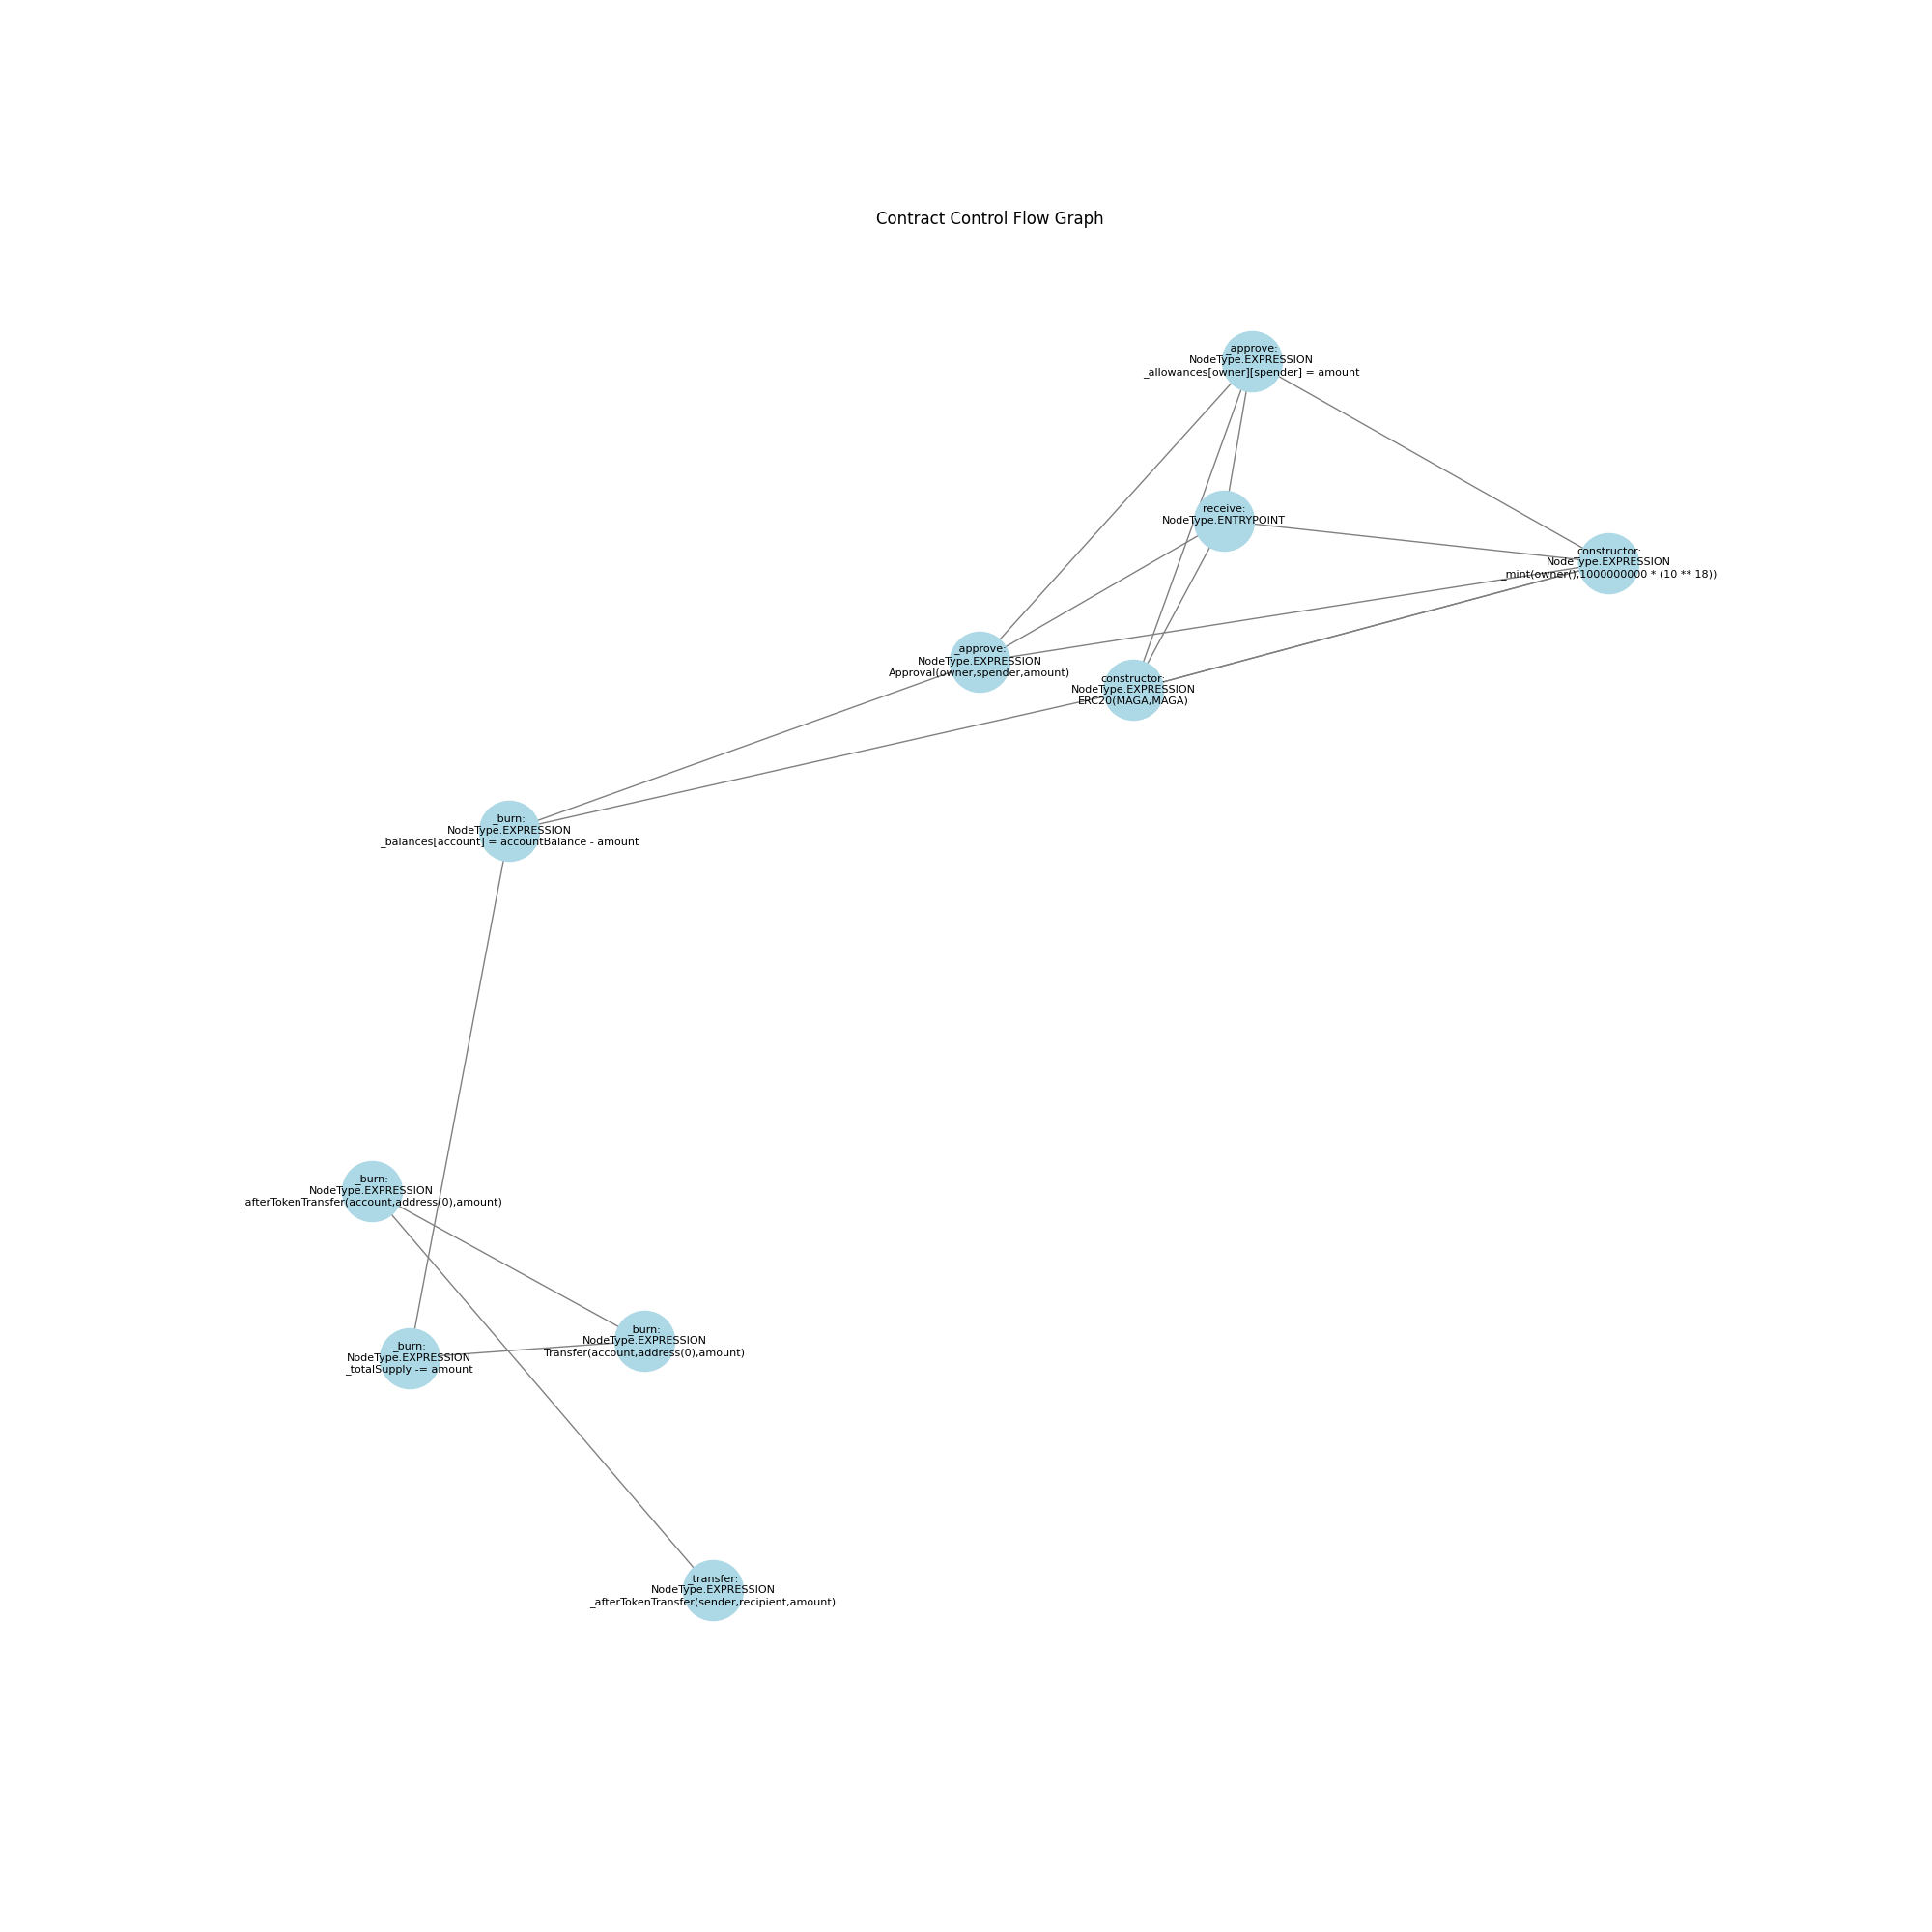 Contract Control Flow Graph
_approve:
NodeType.EXPRESSION
_allowances[owner][spender] = amount
receive:
NodeType.ENTRYPOINT
constructor:
NodeType.EXPRESSION
_mint(owner(),1000000000 * (10 ** 18))
_approve:
NodeType.EXPRESSION
Approval(owner,spender,amount)
constructor:
NodeType.EXPRESSION
ERC20(MAGA,MAGA)
_burn:
NodeType.EXPRESSION
_balances[account] = accountBalance - amount
_burn:
NodeType.EXPRESSION
_afterTokenTransfer(account,address(0),amount)
_burn:
NodeType.EXPRESSION
Transfer(account,address(0),amount)
_burn:
NodeType.EXPRESSION
_totalSupply -= amount
_transfer:
NodeType.EXPRESSION
_afterTokenTransfer(sender,recipient,amount)